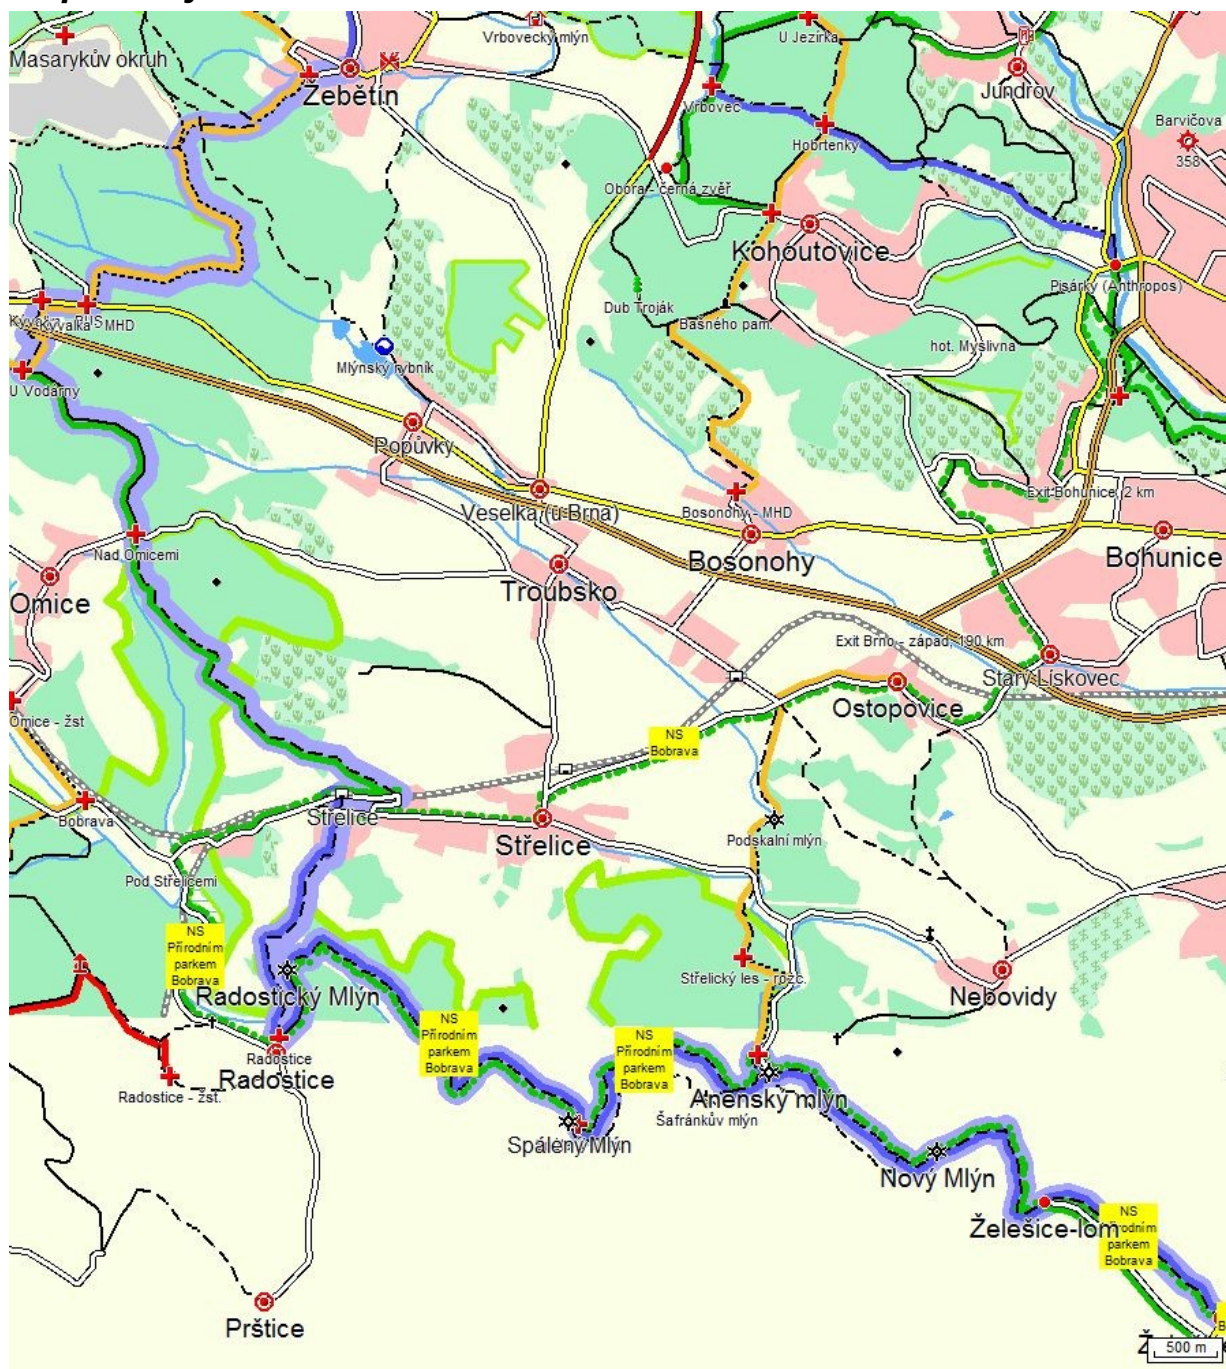 Vrbovecký mlýn
U Jezírka
Masarykův okruh
Žebětín
Jundrov
Vrbovec
Barvičova
358
Hobrtenky
Obora - černá zvěř
Kohoutovice
Pisárky (Anthropos)
Dub Troják
Bašného pam.
Kývalka - MHD
hot. Myslivna
Mlýnský rybník
U Vodárny
Popůvky
Exit Bohunice, 2 km
Veselka (u Brna)
Bosonohy - MHD
Nad Omicemi
Bosonohy
Bohunice
Omice
Troubsko
Exit Brno - západ, 190 km
Starý Lískovec
Ostopovice
Omice - žst
NS
Bobrava
Bobrava
Střelice
Střelice
Podskalní mlýn
Pod Střelicemi
NS
Přírodním
parkem
Bobrava
Střelický les - rozc.
Radostický Mlýn
Nebovidy
NS
Přírodním
parkem
Bobrava
NS
Přírodním
parkem
Bobrava
Radostice
Radostice
Radostice - žst.
Anenský mlýn
Šafránkův mlýn
Spálený Mlýn
Nový Mlýn
NS
Přírodním
parkem
Bobrava
Želešice-lom
Prštice
500 m